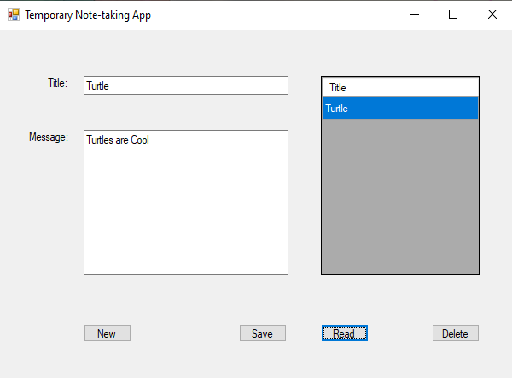 Temporary Note-taking App
Title:
Turtle
Message:
Turtles are Cool
Title
Turtle
New
Save
Read
Delete